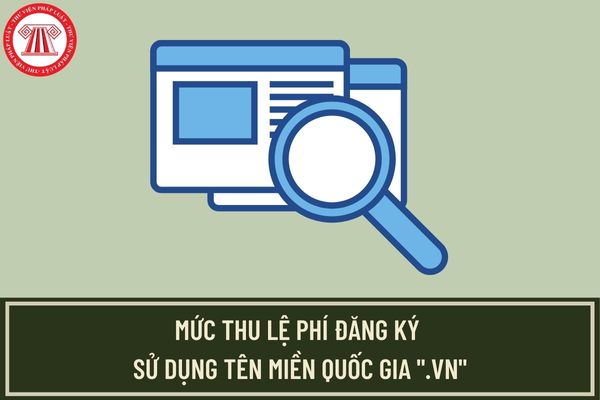 THƯ VIỆN PHÁP LUẬT
MỨC THU LỆ PHÍ ĐĂNG KÝ
SỬ DỤNG TÊN MIỀN QUỐC GIA ".VN"